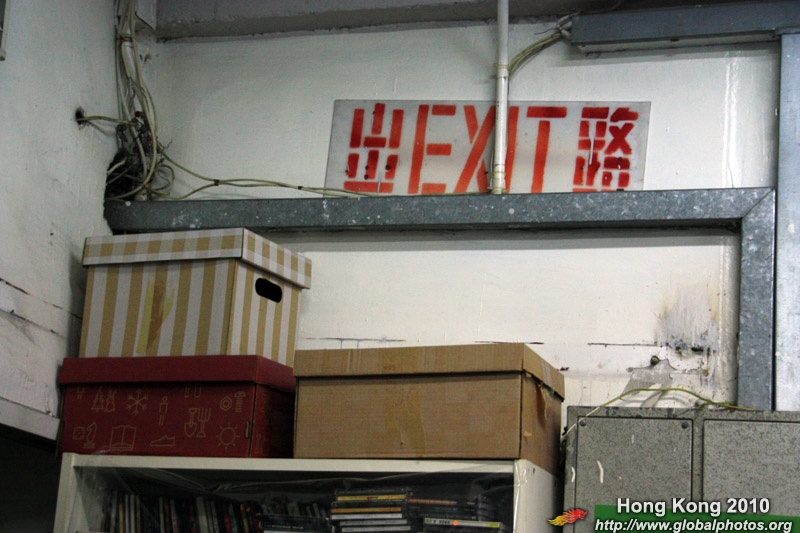 出EXIT路
Hong Kong 2010
http://www.globalphotos.org